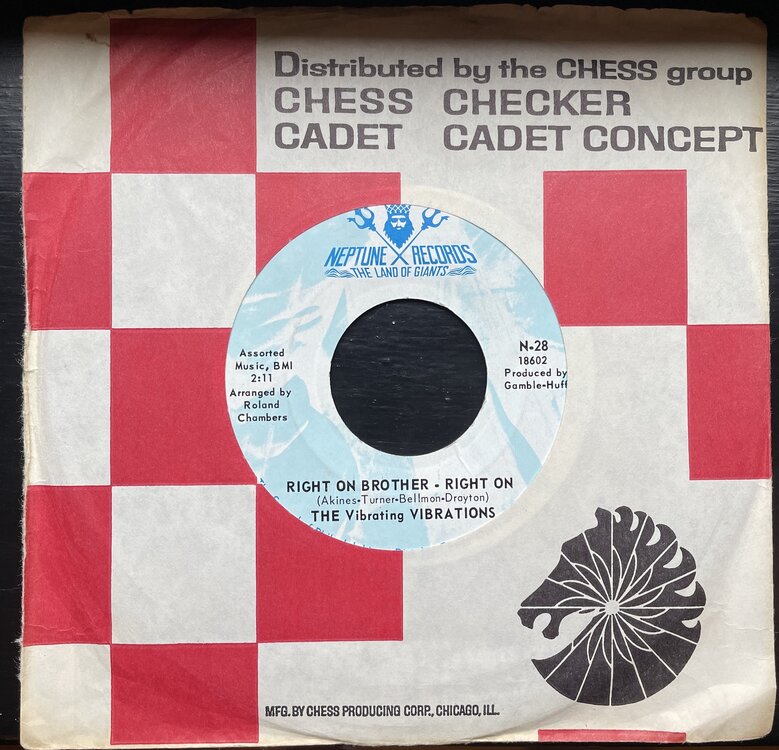 Distributed by the CHESS group
CHESS CHECKER
CADET CADET CONCEPT
NEPTUNE RECORDS
THE LAND OF GIANTS
Assorted
Music, BMI
2:11
Arranged by
Roland
Chambers
N-28
18602
Produced by
Gamble-Huff
RIGHT ON BROTHER - RIGHT ON
(Akines-Turner-Bellmon-Drayton)
THE Vibrating VIBRATIONS
MFG. BY CHESS PRODUCING CORP., CHICAGO, ILL.